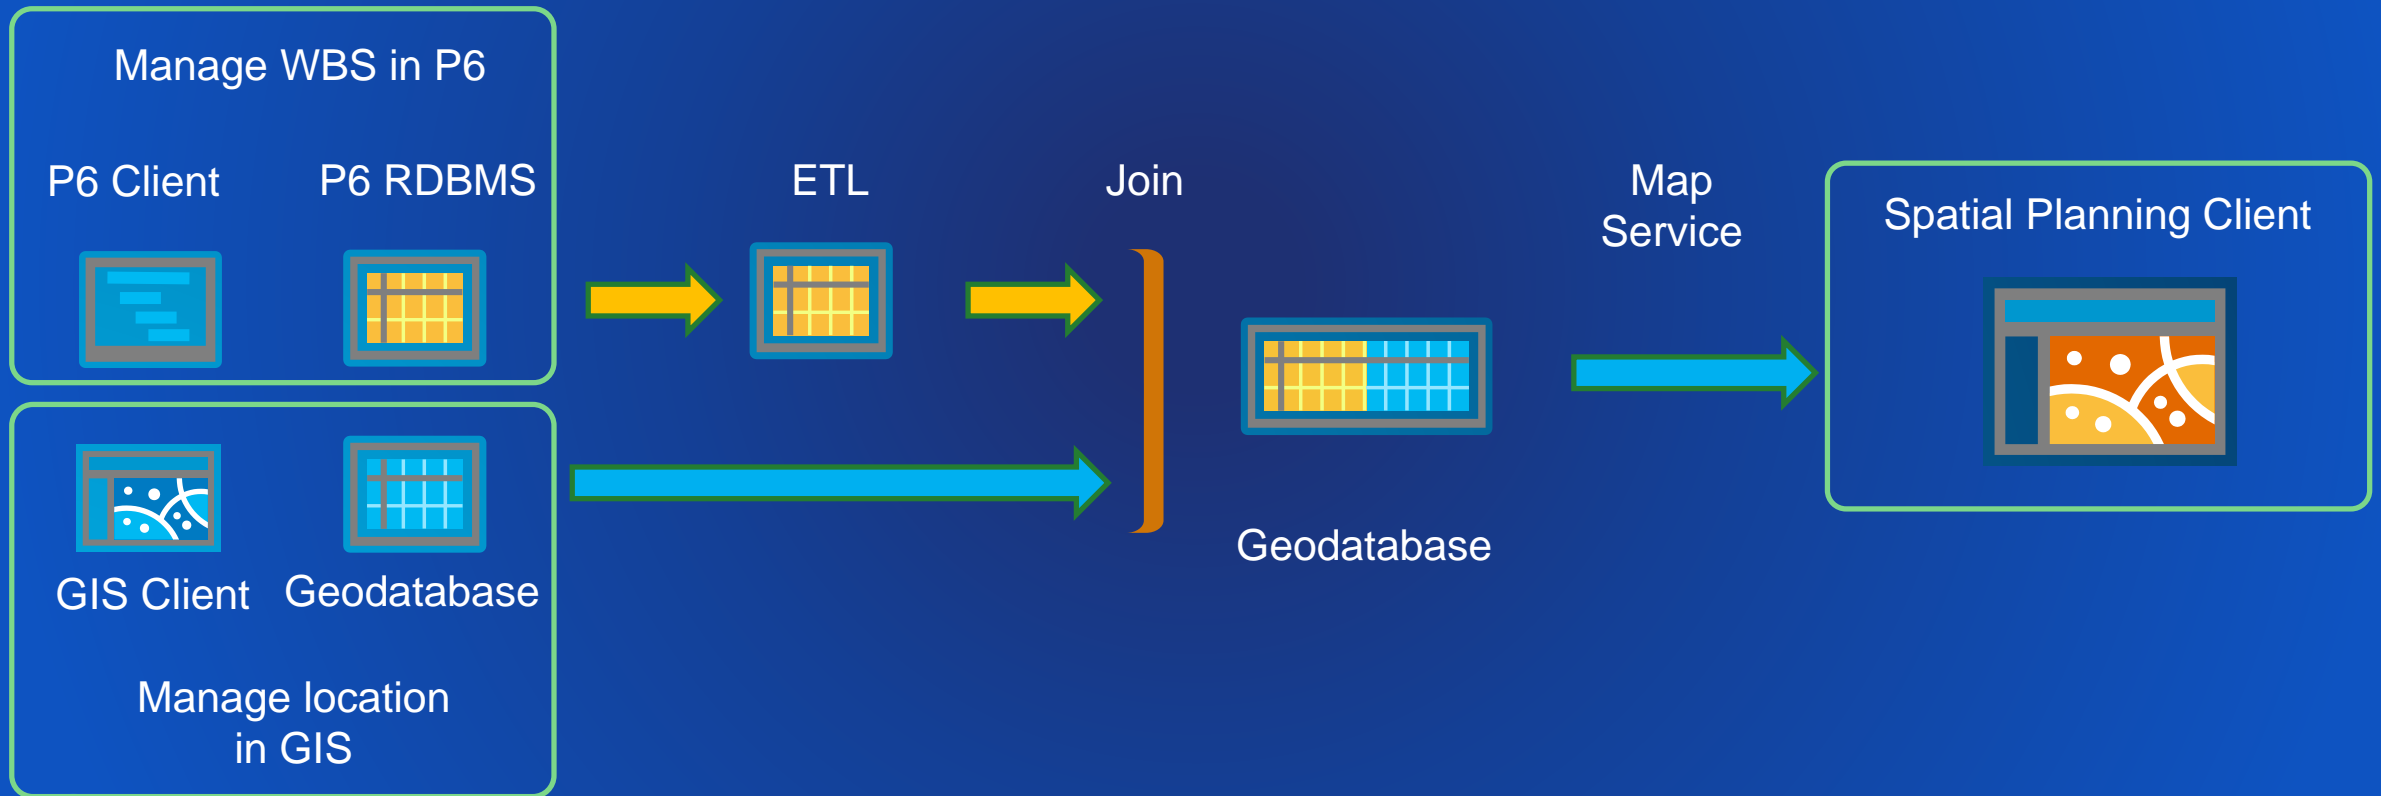 Manage WBS in P6
P6 Client
P6 RDBMS
GIS Client
Geodatabase
Manage location
in GIS
ETL
Join
Geodatabase
Map
Service
Spatial Planning Client